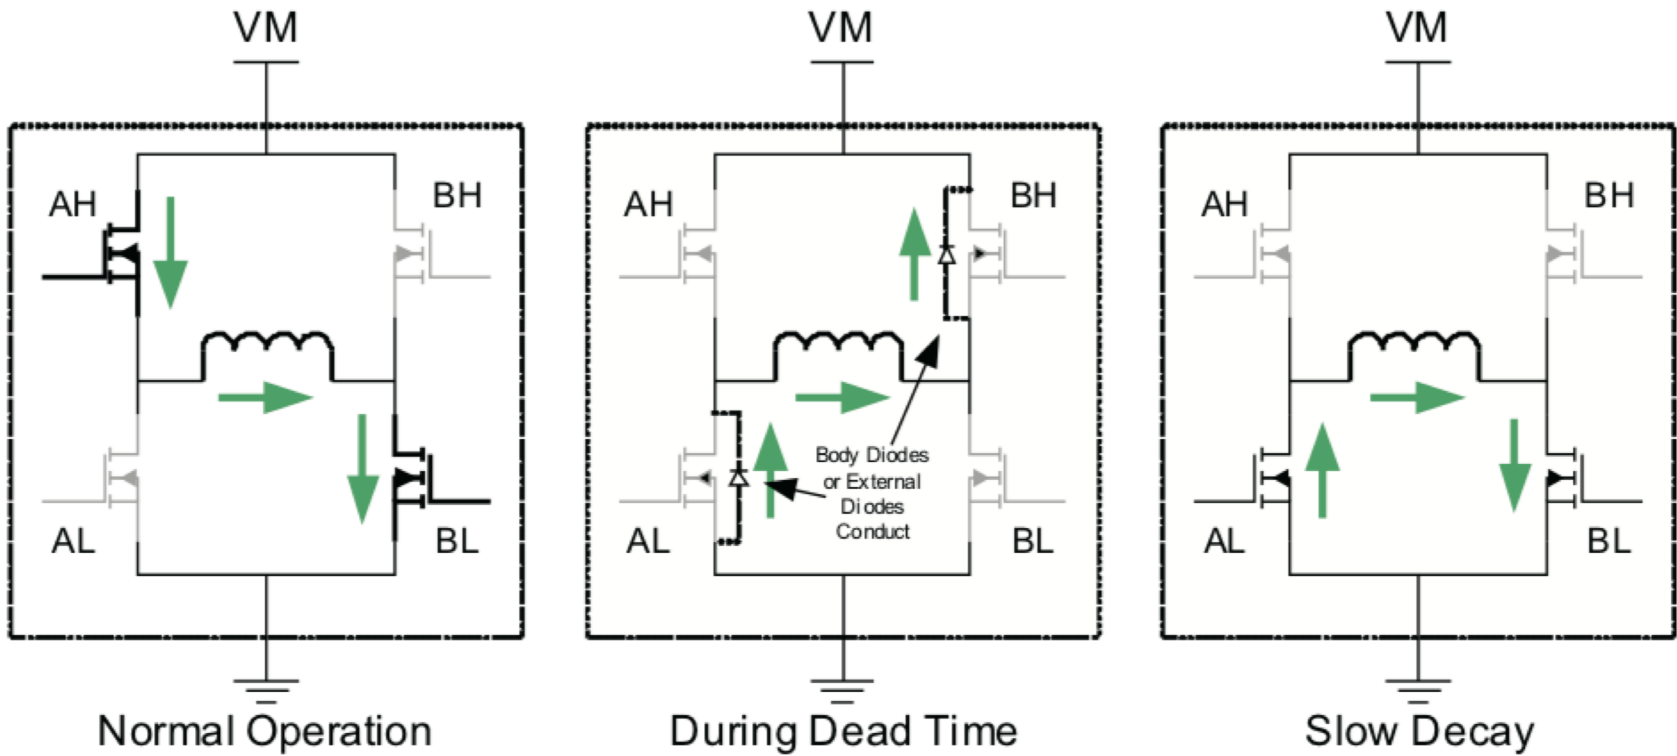 VM
AH
BH
AL
BL
Normal Operation
VM
AH
BH
Body Diodes
or External
Diodes
Conduct
AL
BL
During Dead Time
VM
AH
BH
AL
BL
Slow Decay